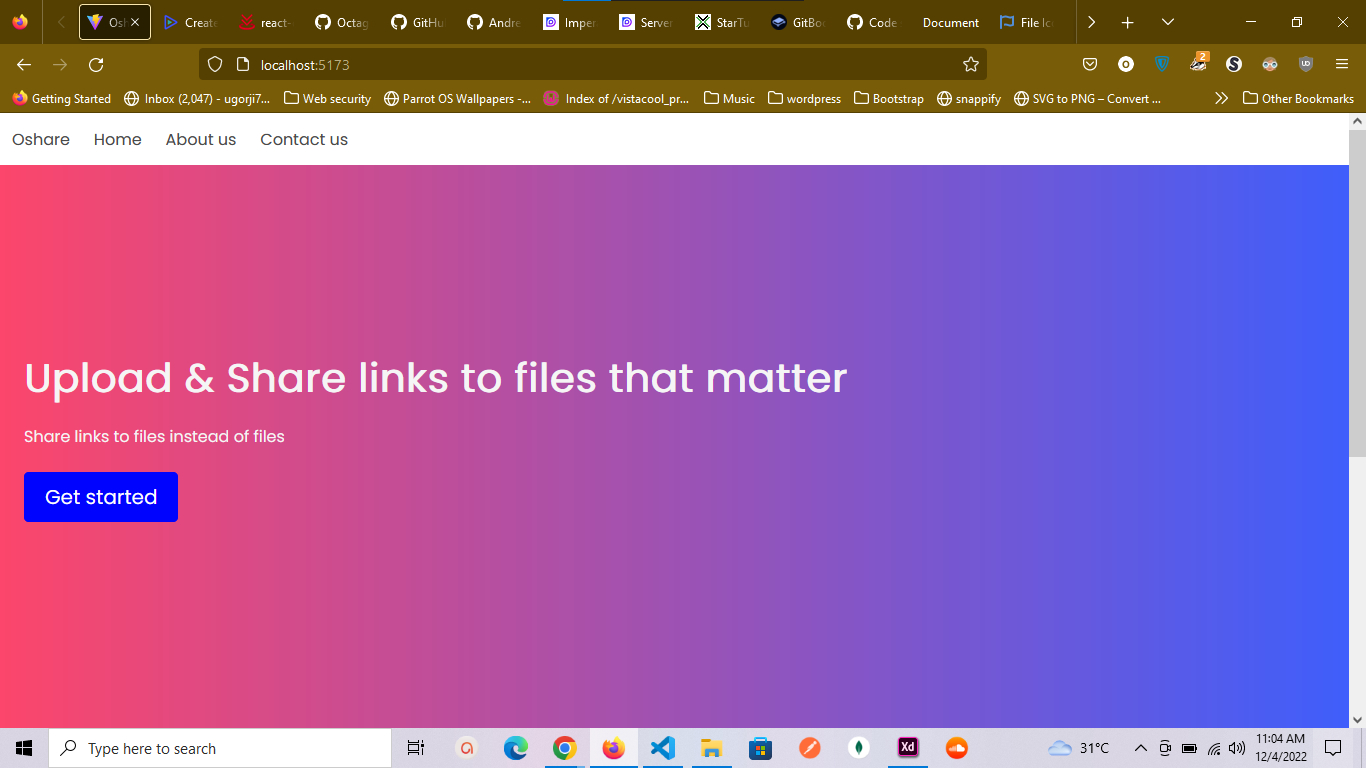 Osh
Create
react-
Octag
GitHu
Andre
Imper
Server
StarTu
GitBoo
Code
Document
File Ic
localhost:5173
2
Getting Started
Inbox (2,047) - ugorji7...
Web security
Parrot OS Wallpapers -...
Index of /vistacool_pr...
Music
wordpress
Bootstrap
snappify
SVG to PNG – Convert ...
Other Bookmarks
Oshare Home About us Contact us
Upload & Share links to files that matter
Share links to files instead of files
Get started
Type here to search
Xd
31°C
11:04 AM
12/4/2022